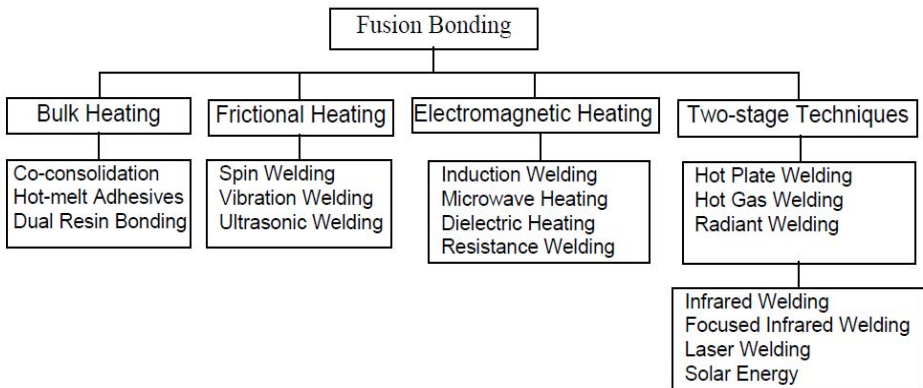 Fusion Bonding
Bulk Heating
Frictional Heating
Electromagnetic Heating
Two-stage Techniques
Co-consolidation
Hot-melt Adhesives
Dual Resin Bonding
Spin Welding
Vibration Welding
Ultrasonic Welding
Induction Welding
Microwave Heating
Dielectric Heating
Resistance Welding
Hot Plate Welding
Hot Gas Welding
Radiant Welding
Infrared Welding
Focused Infrared Welding
Laser Welding
Solar Energy